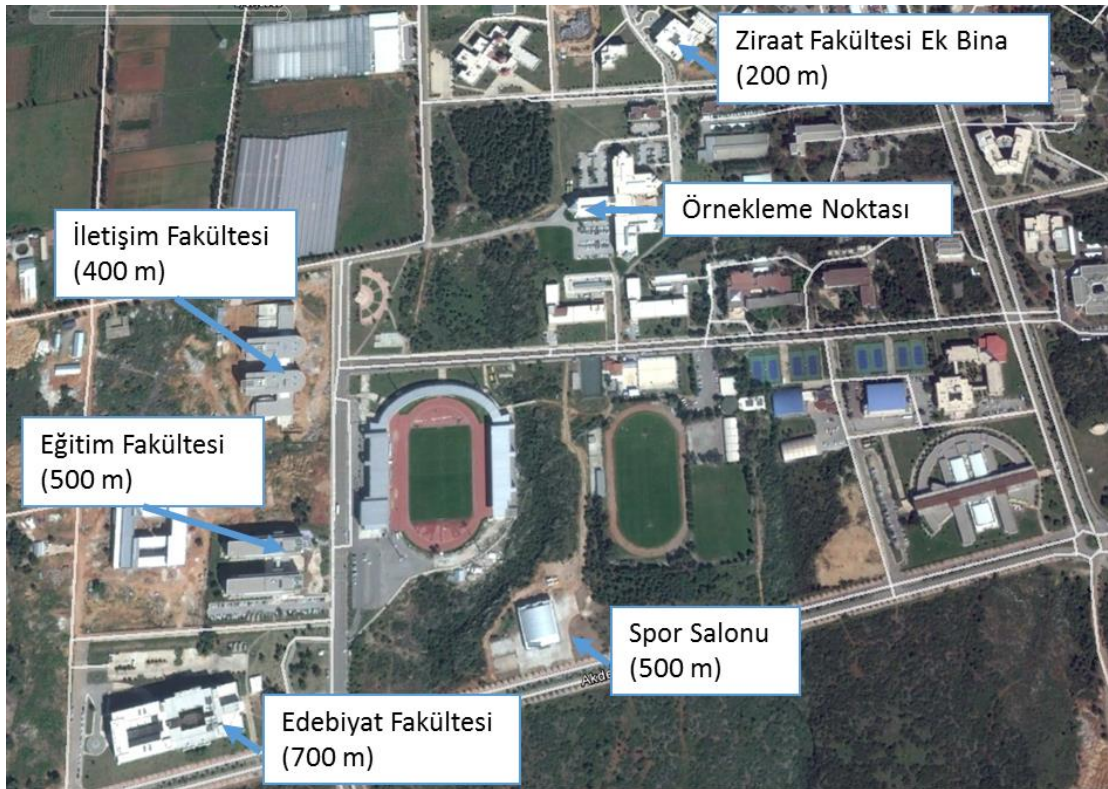 Ziraat Fakültesi Ek Bina
(200 m)
Örnekleme Noktası
İletişim Fakültesi
(400 m)
Eğitim Fakültesi
(500 m)
Spor Salonu
(500 m)
Akde
Edebiyat Fakültesi
(700 m)